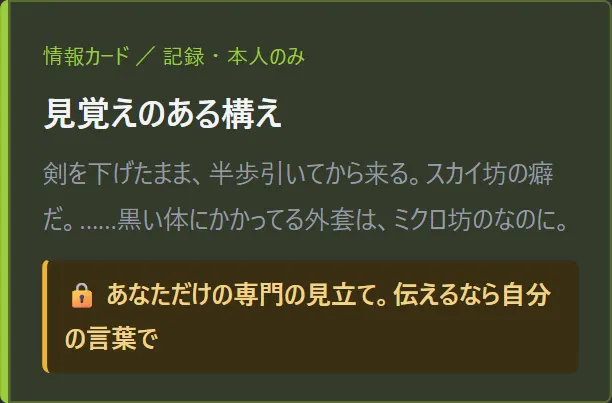 情報カード ／ 記録 · 本人のみ
見覚えのある構え
剣を下げたまま、半歩引いてから来る。スカイ坊の癖
だ。……黒い体にかかってる外套は、ミクロ坊のなのに。
🔒 あなただけの専門の見立て。伝えるなら自分
の言葉で